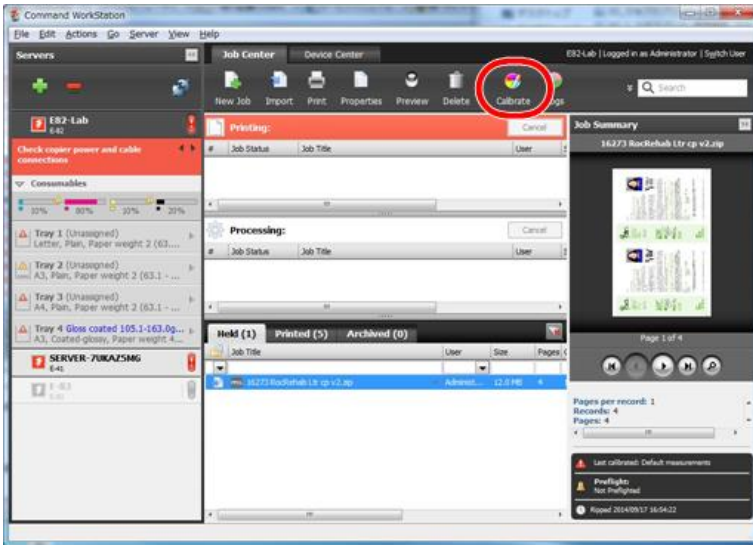 Command WorkStation
File Edit Actions Go Server View Help
Servers
Job Center Device Center
E82-Lab | Logged in as Administrator | Switch User
New Job Import Print Properties Preview Delete Calibrate
Search
E82-Lab
E-82
Check copier power and cable connections
Consumables
10% 80% 10% 20%
Tray 1 (Unassigned)
Letter, Plain, Paper weight 2 (63....
Tray 2 (Unassigned)
A3, Plain, Paper weight 2 (63.1 - ...
Tray 3 (Unassigned)
A4, Plain, Paper weight 2 (63.1 - ...
Tray 4 Gloss coated 105.1-163.0g...
A3, Coated-glossy, Paper weight 4...
SERVER-7UKAZSMG
E-41
Printing:
Cancel
# Job Status Job Title User
Processing:
Cancel
# Job Status Job Title User
Held (1) Printed (5) Archived (0)
Job Title User Size Pages
16273 RocRehab Ltr cp v2.zip Administ... 12.0 MB 4
Job Summary
16273 RocRehab Ltr cp v2.zip
Page 1 of 4
Pages per record: 1
Records: 4
Pages: 4
Last calibrated: Default measurements
Preflight:
Not Preflighted
Ripped 2014/09/17 16:54:22